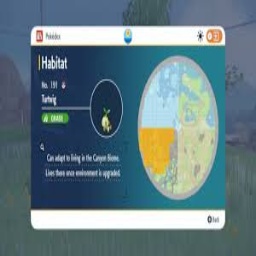 Pokédex
Habitat
No. 191
Turtwig
GRASS
Can adapt to living in the Canyon Biome.
Lives there once environment is upgraded.
Back